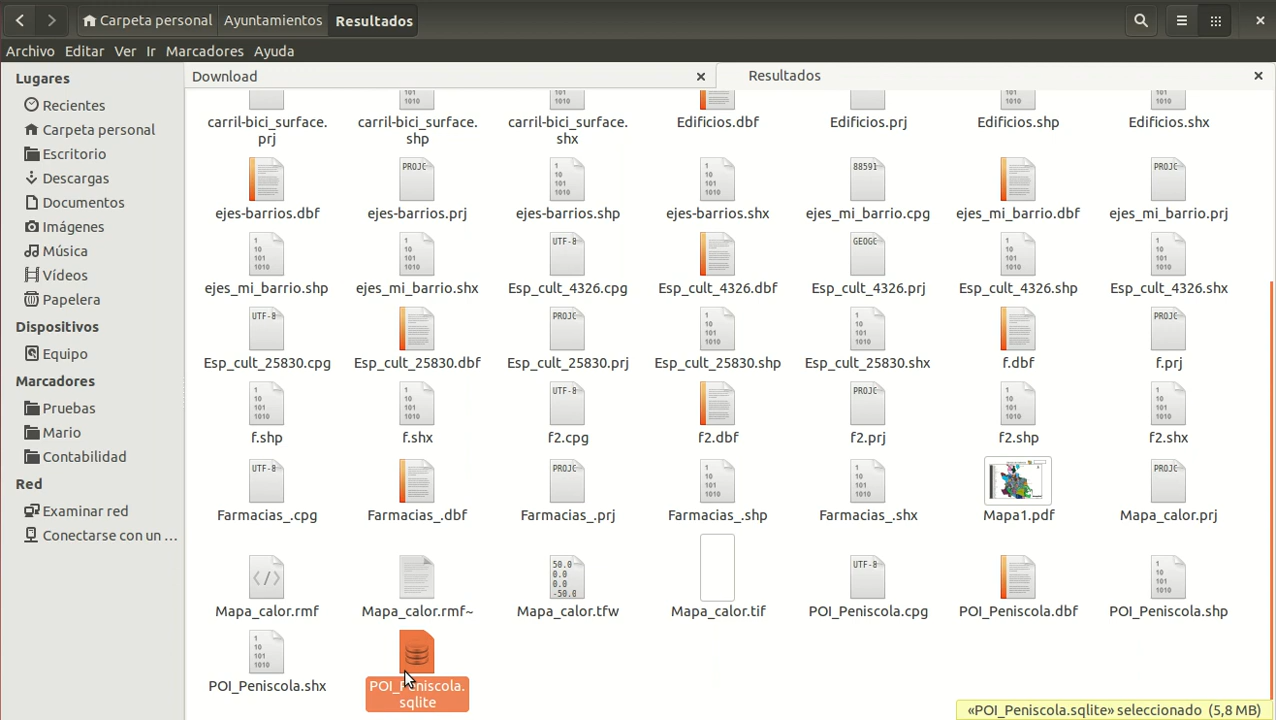 Carpeta personal Ayuntamientos Resultados
Archivo Editar Ver Ir Marcadores Ayuda
Lugares
Recientes
Carpeta personal
Escritorio
Descargas
Documentos
Imágenes
Música
Vídeos
Papelera
Dispositivos
Equipo
Marcadores
Pruebas
Mario
Contabilidad
Red
Examinar red
Conectarse con un ...
Download Resultados
carril-bici_surface.
prj
carril-bici_surface.
shp
carril-bici_surface.
shx
Edificios.dbf
Edificios.prj
Edificios.shp
Edificios.shx
ejes-barrios.dbf
ejes-barrios.prj
ejes-barrios.shp
ejes-barrios.shx
ejes_mi_barrio.cpg
ejes_mi_barrio.dbf
ejes_mi_barrio.prj
ejes_mi_barrio.shp
ejes_mi_barrio.shx
Esp_cult_4326.cpg
Esp_cult_4326.dbf
Esp_cult_4326.prj
Esp_cult_4326.shp
Esp_cult_4326.shx
Esp_cult_25830.cpg
Esp_cult_25830.dbf
Esp_cult_25830.prj
Esp_cult_25830.shp
Esp_cult_25830.shx
f.dbf
f.prj
f.shp
f.shx
f2.cpg
f2.dbf
f2.prj
f2.shp
f2.shx
Farmacias_.cpg
Farmacias_.dbf
Farmacias_.prj
Farmacias_.shp
Farmacias_.shx
Mapa1.pdf
Mapa_calor.prj
Mapa_calor.rmf
Mapa_calor.rmf~
Mapa_calor.tfw
Mapa_calor.tif
POI_Peniscola.cpg
POI_Peniscola.dbf
POI_Peniscola.shp
POI_Peniscola.shx
POI_Peniscola.
sqlite
«POI_Peniscola.sqlite» seleccionado (5,8 MB)